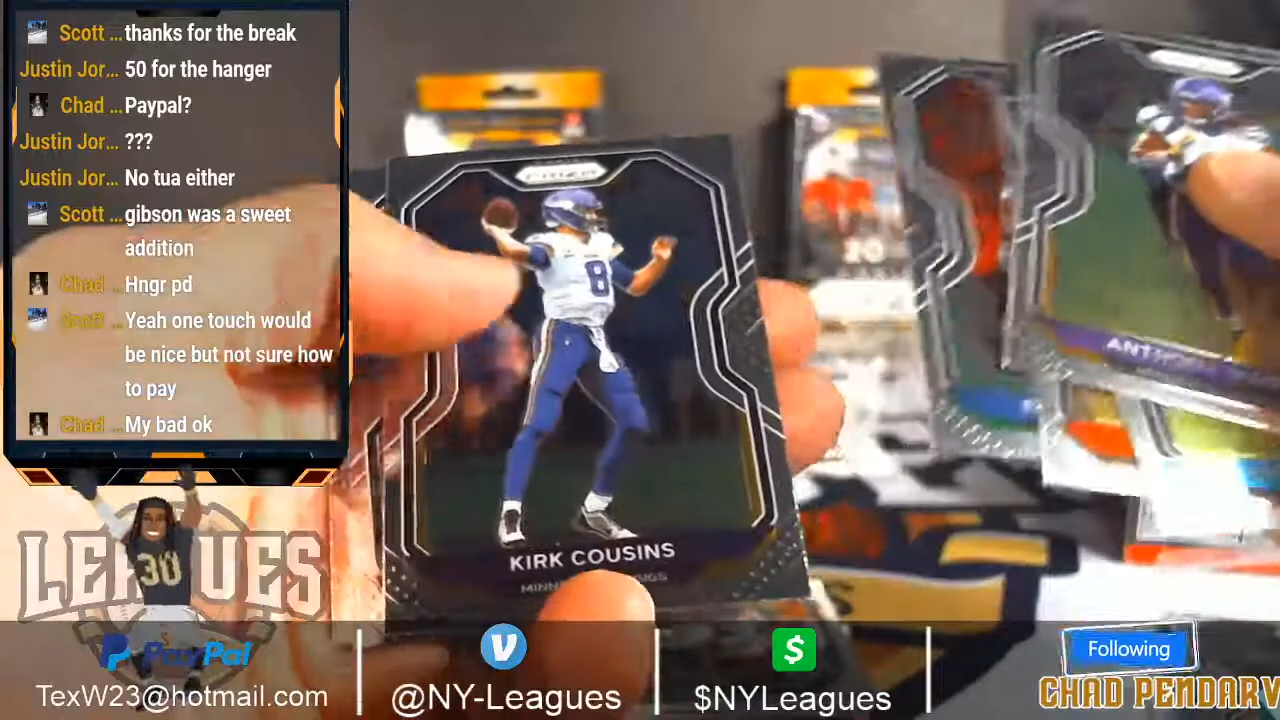 Scott ... thanks for the break
Justin Jor... 50 for the hanger
Chad ... Paypal?
Justin Jor... ???
Justin Jor... No tua either
Scott ... gibson was a sweet
addition
Chad ... Hngr pd
Scott ... Yeah one touch would
be nice but not sure how
to pay
Chad ... My bad ok
PRIZM
8
KIRK COUSINS
20
30
LEAGUES
PayPal
TexW23@hotmail.com
@NY-Leagues
$
$NYLeagues
Following
CHAD PENDARV